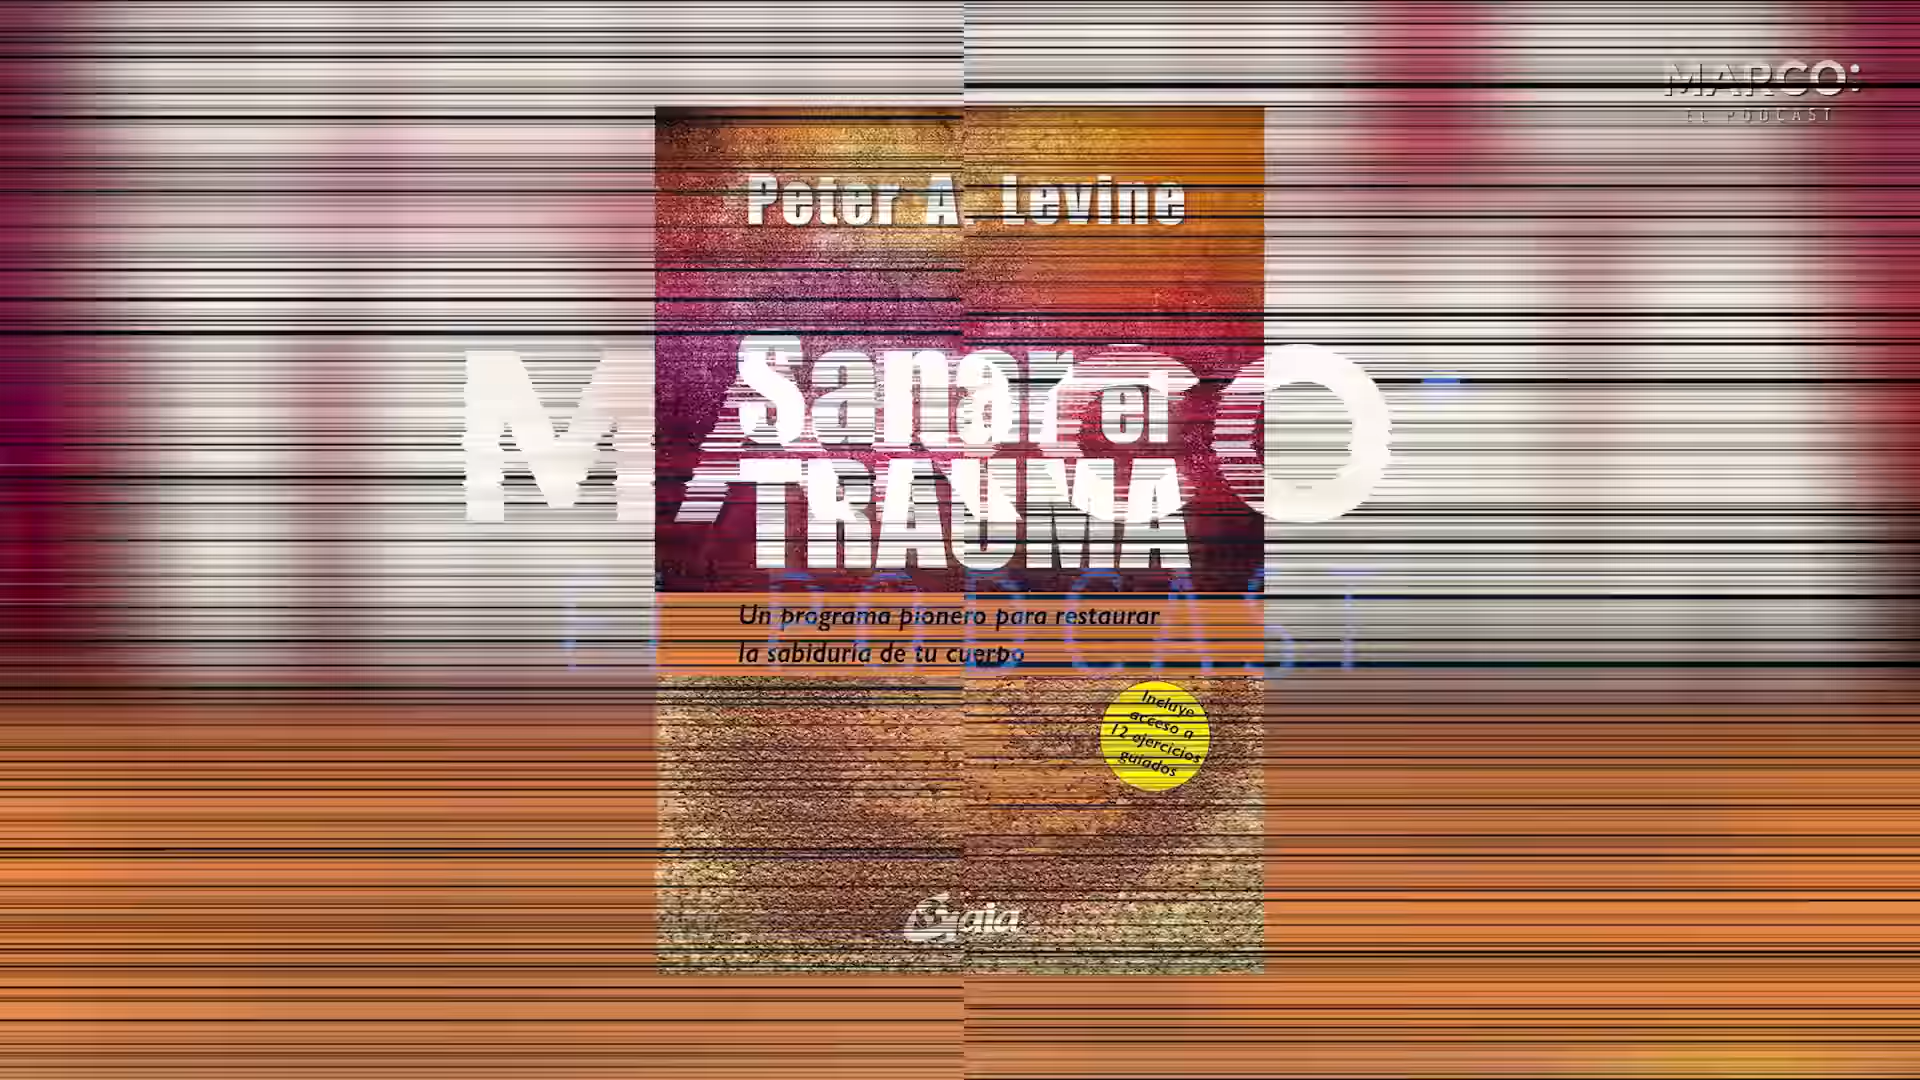 MARCO:
EL PODCAST
Peter A. Levine
Sanar el
TRAUMA
MARCO:
EL PODCAST
Un programa pionero para restaurar
la sabiduría de tu cuerpo
Incluye
acceso a
12 ejercicios
guiados
Gaia